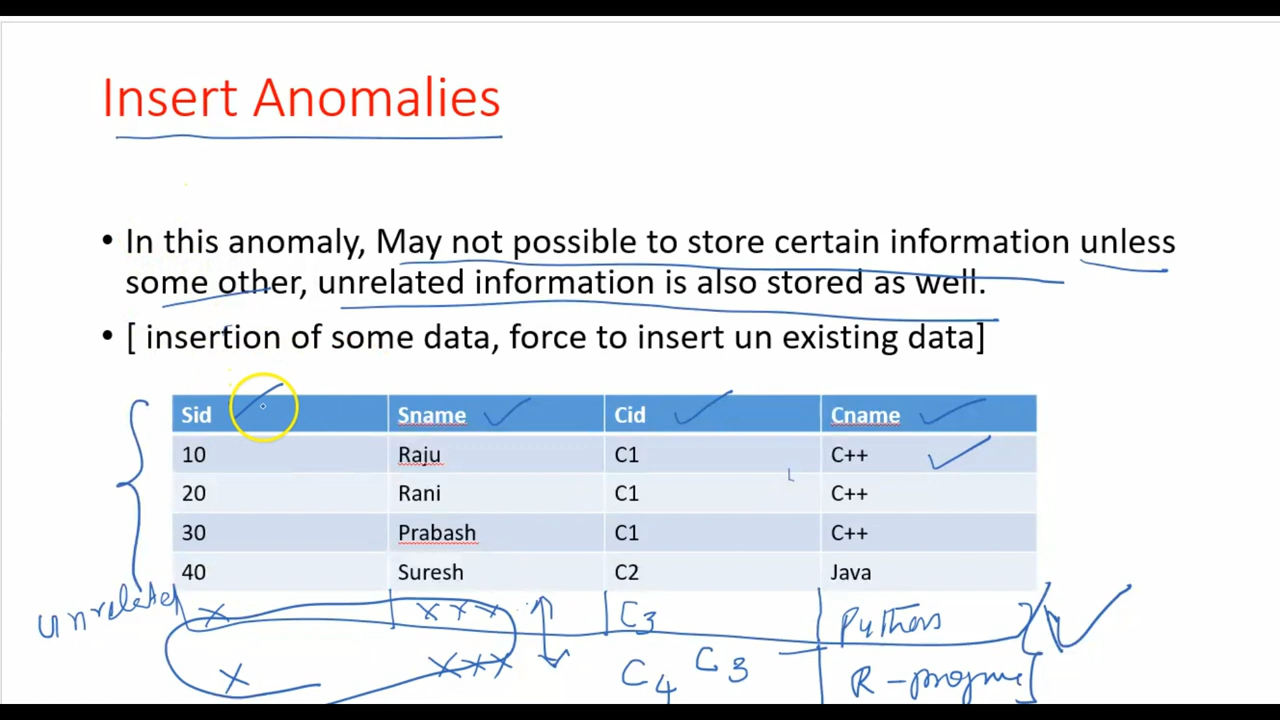 Insert Anomalies
• In this anomaly, May not possible to store certain information unless
some other, unrelated information is also stored as well.
• [ insertion of some data, force to insert un existing data]
Sid Sname Cid Cname
10 Raju C1 C++
20 Rani C1 C++
30 Prabash C1 C++
40 Suresh C2 Java
unrelated x x x x C3 Python
x x x x C4 C3 R-progme